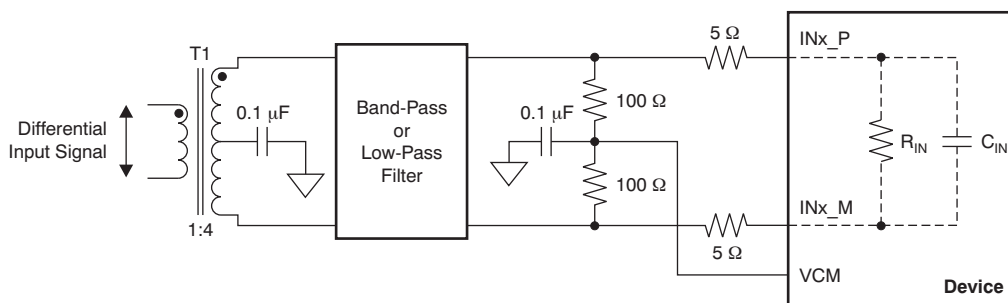 T1
Differential
Input Signal
1:4
0.1 μF
Band-Pass
or
Low-Pass
Filter
0.1 μF
100 Ω
100 Ω
5 Ω
5 Ω
INx_P
R_IN
C_IN
INx_M
VCM
Device